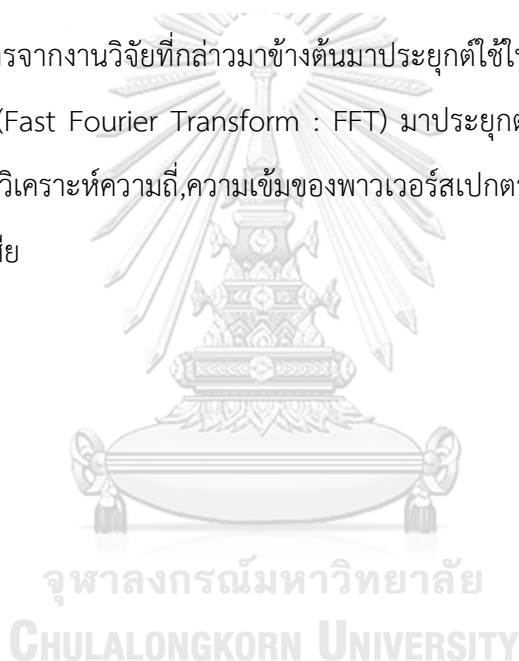 ารจากงานวิจัยที่กล่าวมาข้างต้นมาประยุกต์ใช้ใน
(Fast Fourier Transform : FFT) มาประยุกต
วิเคราะห์ความถี่,ความเข้มของพาวเวอร์สเปกตร
สีย
จุฬาลงกรณ์มหาวิทยาลัย
CHULALONGKORN UNIVERSITY